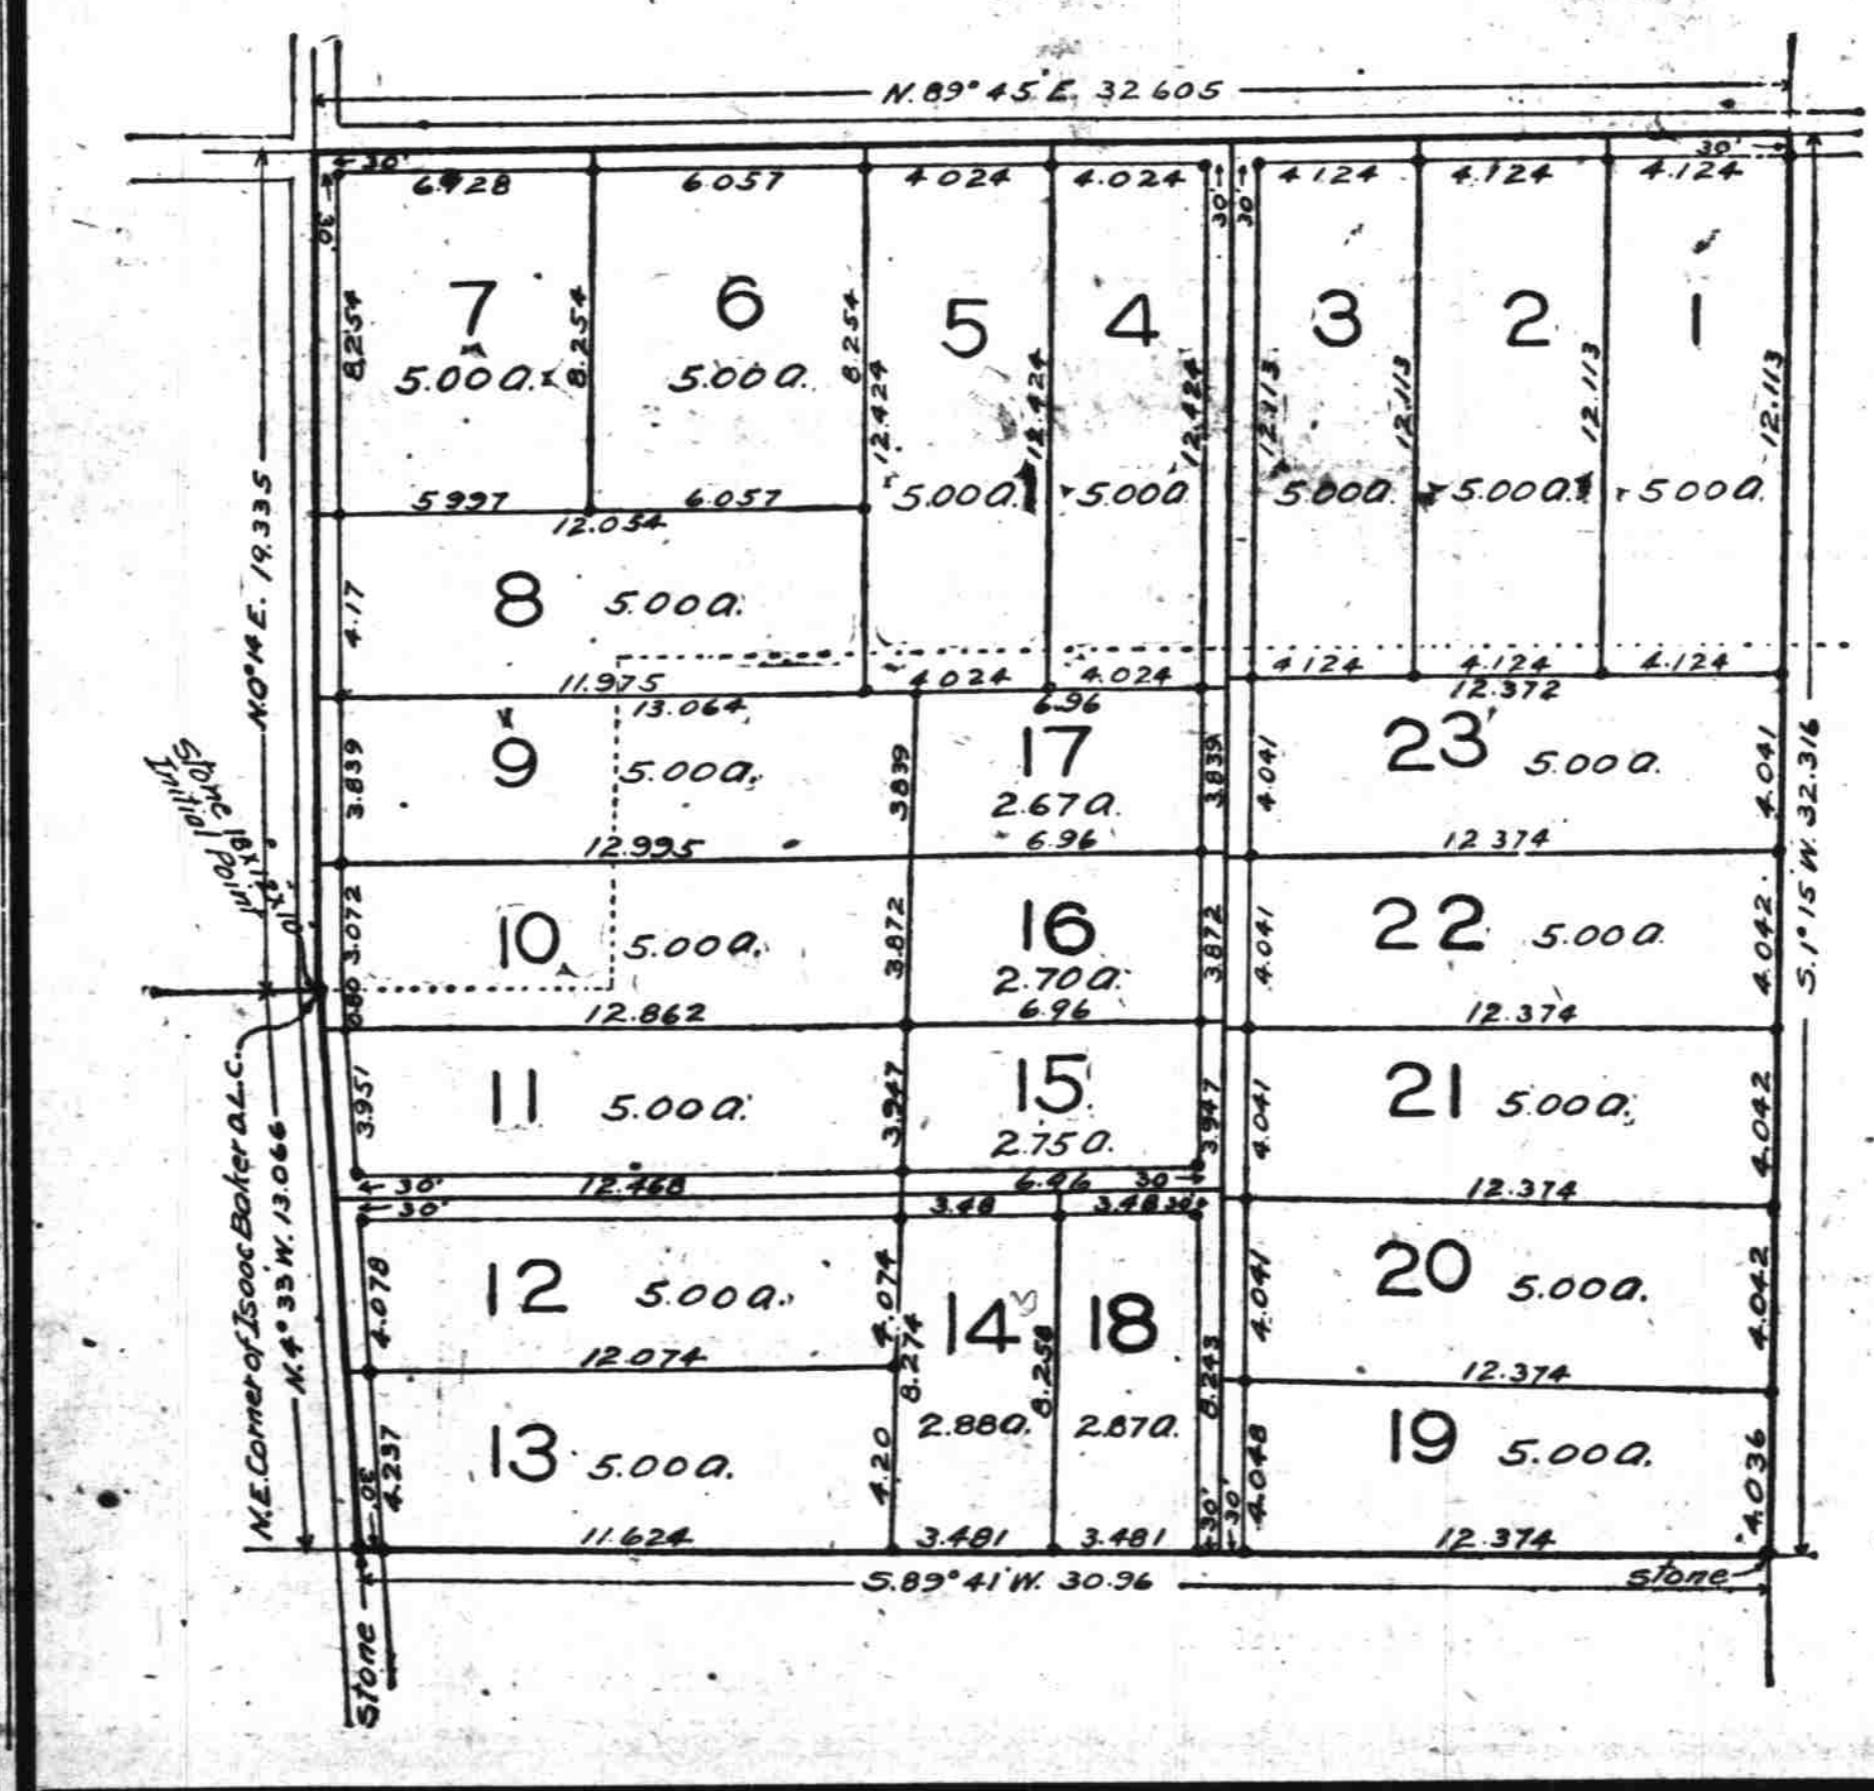 N. 89° 45' E. 32 605
30'
30'
6.928
6.057
4.024
4.024
30'
30'
4.124
4.124
4.124
30'
7
5.00 a.
6
5.00 a.
5
5.00 a.
4
5.00 a
3
5.00 a.
2
5.00 a.
1
5.00 a.
8.254
8.254
8.254
12.424
12.424
12.424
12.113
12.113
12.113
12.113
5.997
6.057
12.054
8 5.00 a.
4.17
11.975
4.024
4.024
4.124
4.124
4.124
13.064
6.96
12.372
9 5.00 a.
3.839
3.839
17
2.67 a.
3.839
4.041
23 5.00 a.
4.041
12.995
6.96
12.374
10 5.00 a.
3.072
0.80
3.872
16
2.70 a.
3.872
4.041
22 5.00 a.
4.042
12.862
6.96
12.374
11 5.00 a.
3.951
3.947
15
2.75 a.
3.947
4.041
21 5.00 a.
4.042
30'
12.468
6.96
30
12.374
30'
3.48
3.48
30'
12 5.00 a.
4.078
4.074
14
2.88 a.
8.274
8.258
18
2.87 a.
8.243
4.041
20 5.00 a.
4.042
12.074
12.374
13 5.00 a.
30'
4.237
4.20
30'
30'
4.048
19 5.00 a.
4.036
11.624
3.481
3.481
12.374
S. 89° 41' W. 30.96
stone
stone
N. 0° 14' E. 19.335
Initial Point
Stone 18x12x10
N.E. Corner of Isaac Baker D.L.C.
N. 4° 33' W. 13.066
S. 1° 15' W. 32.316